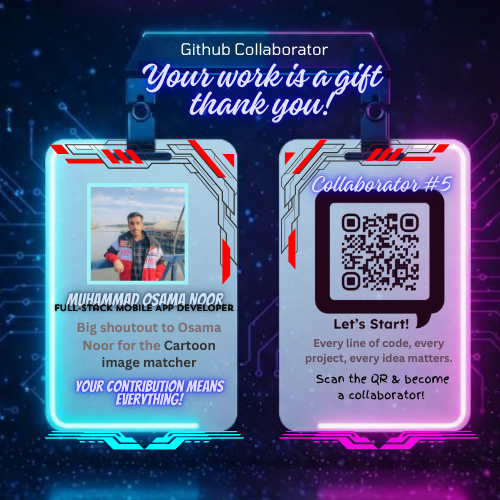 Github Collaborator
Your work is a gift
thank you!
MUHAMMAD OSAMA NOOR
FULL-STACK MOBILE APP DEVELOPER
Big shoutout to Osama
Noor for the Cartoon
image matcher
YOUR CONTRIBUTION MEANS
EVERYTHING!
Collaborator #5
Let's Start!
Every line of code, every
project, every idea matters.
Scan the QR & become
a collaborator!